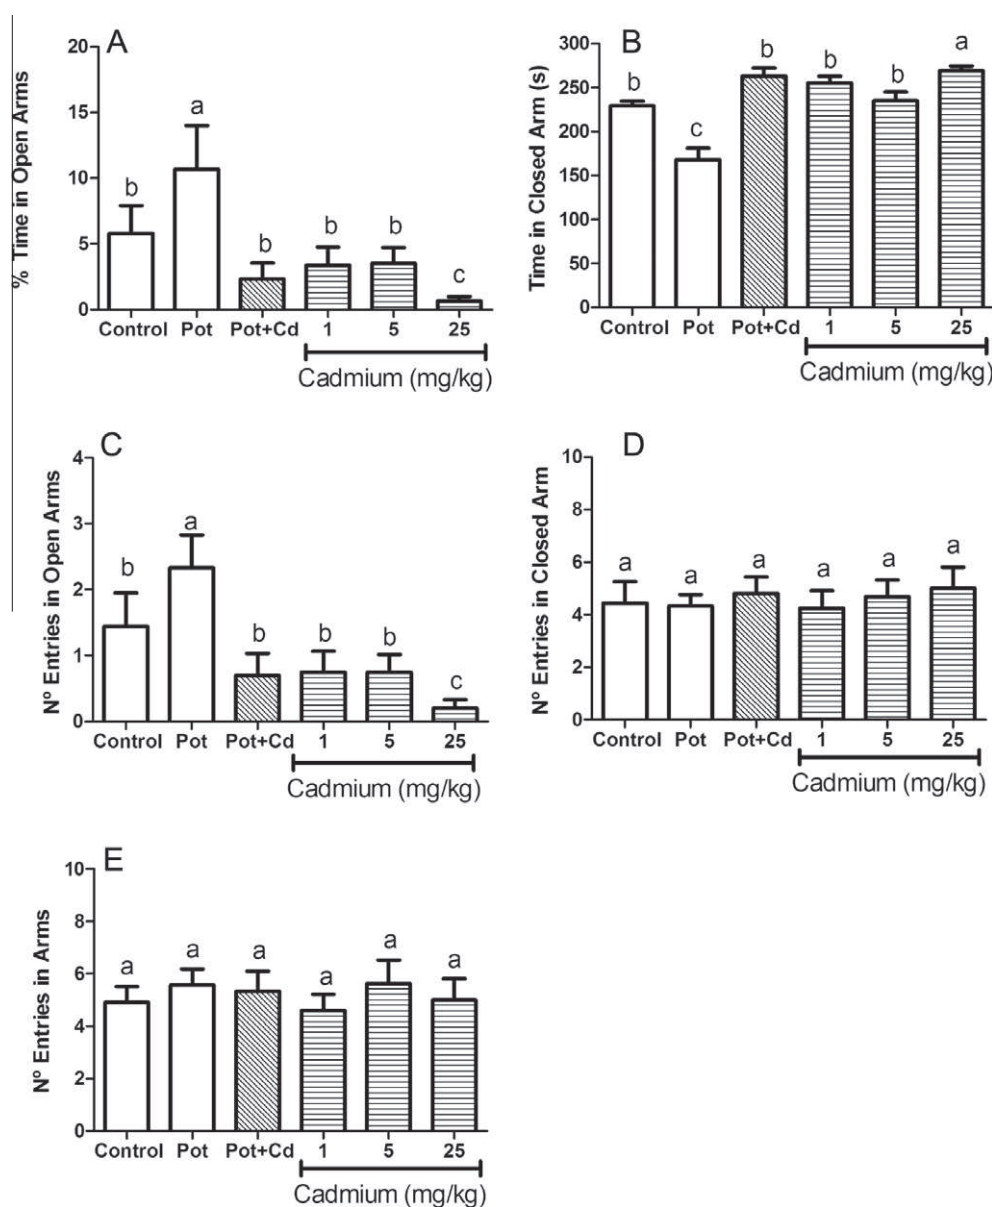 A
% Time in Open Arms
20
15
10
5
0
b
a
b
b
b
c
Control Pot Pot+Cd 1 5 25
Cadmium (mg/kg)
B
Time in Closed Arm (s)
300
250
200
150
100
50
0
b
c
b
b
b
a
Control Pot Pot+Cd 1 5 25
Cadmium (mg/kg)
C
Nº Entries in Open Arms
4
3
2
1
0
b
a
b
b
b
c
Control Pot Pot+Cd 1 5 25
Cadmium (mg/kg)
D
Nº Entries in Closed Arm
10
8
6
4
2
0
a
a
a
a
a
a
Control Pot Pot+Cd 1 5 25
Cadmium (mg/kg)
E
Nº Entries in Arms
10
8
6
4
2
0
a
a
a
a
a
a
Control Pot Pot+Cd 1 5 25
Cadmium (mg/kg)